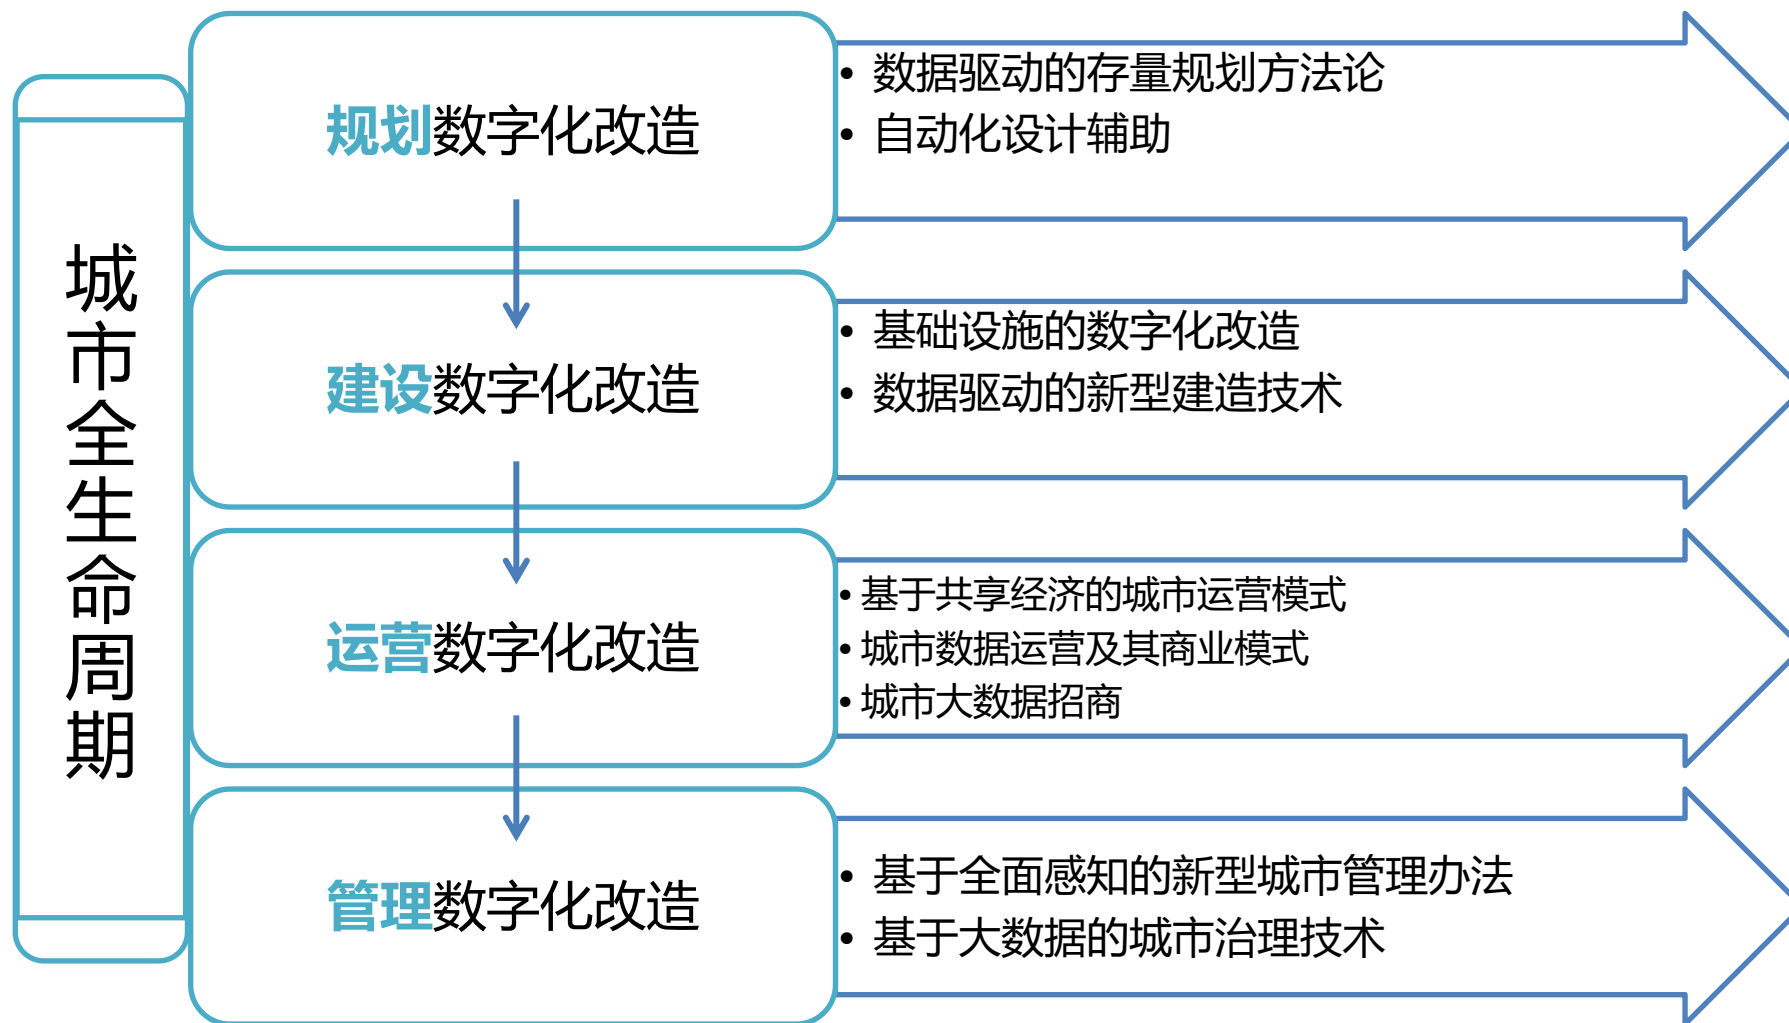 城市全生命周期
规划数字化改造
• 数据驱动的存量规划方法论
• 自动化设计辅助
建设数字化改造
• 基础设施的数字化改造
• 数据驱动的新型建造技术
运营数字化改造
• 基于共享经济的城市运营模式
• 城市数据运营及其商业模式
• 城市大数据招商
管理数字化改造
• 基于全面感知的新型城市管理办法
• 基于大数据的城市治理技术